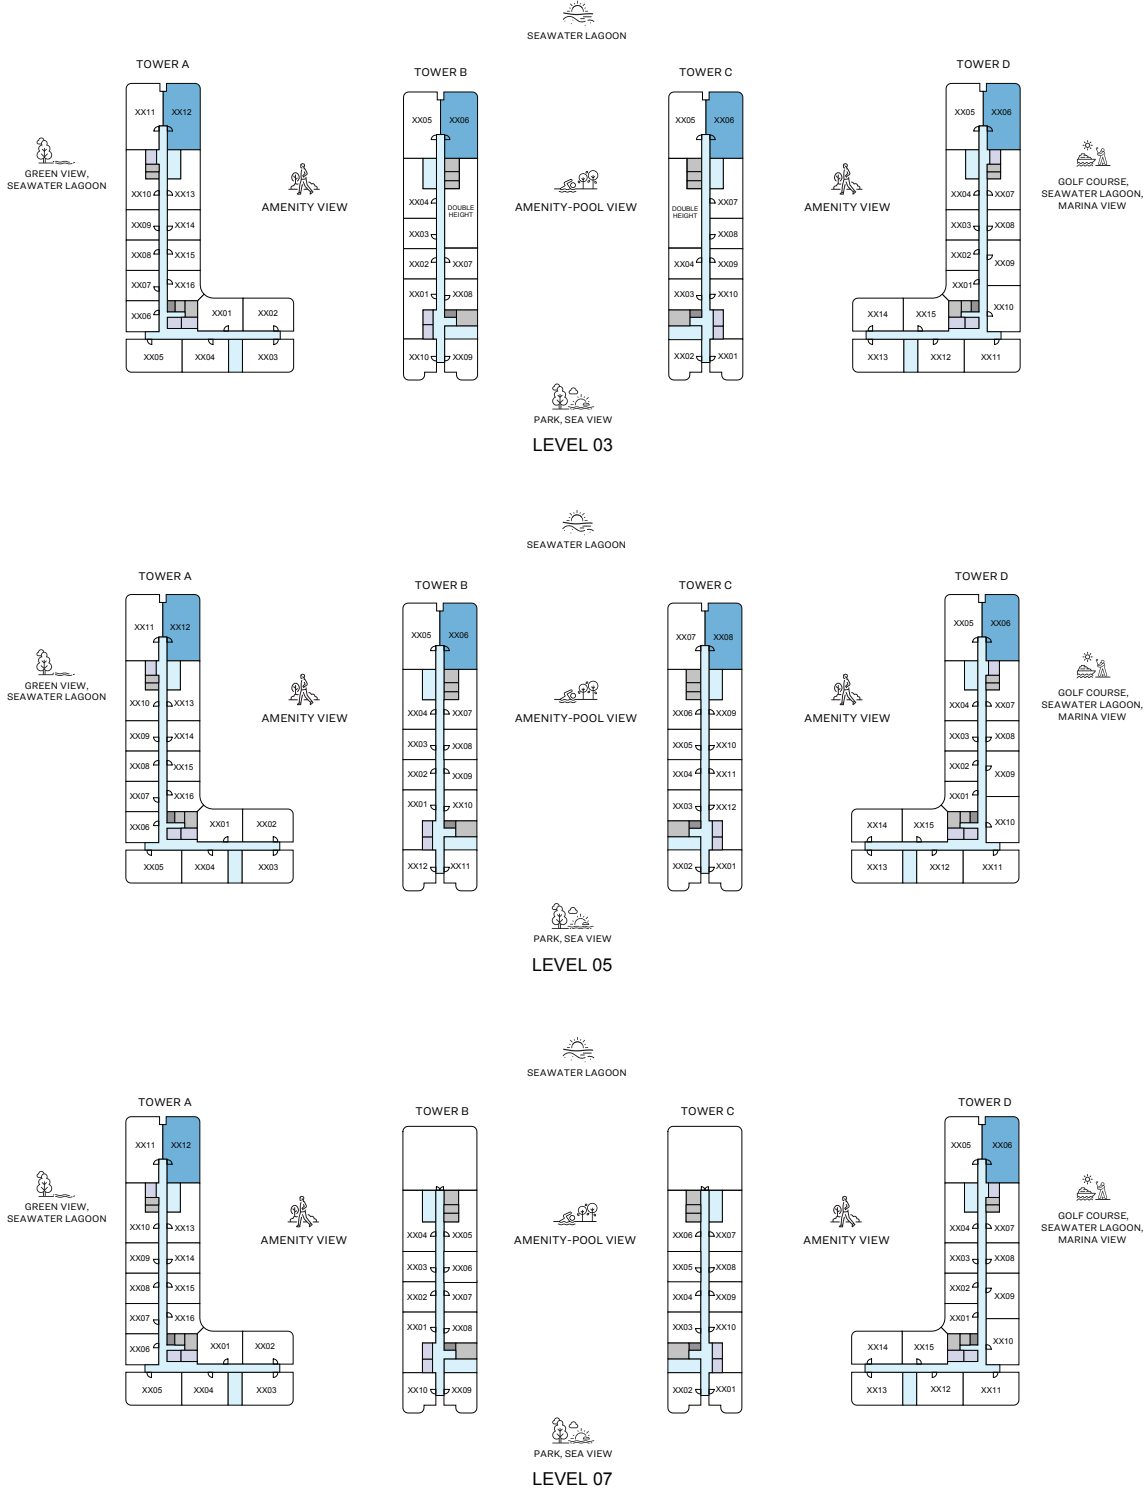 SEAWATER LAGOON
TOWER A
TOWER B
TOWER C
TOWER D
XX11 XX12
XX05 XX06
XX05 XX06
XX05 XX06
GREEN VIEW,
SEAWATER LAGOON
AMENITY VIEW
AMENITY-POOL VIEW
AMENITY VIEW
GOLF COURSE,
SEAWATER LAGOON,
MARINA VIEW
XX10 XX13
XX09 XX14
XX08 XX15
XX07 XX16
XX06 XX01 XX02
XX05 XX04 XX03
XX04 DOUBLE
HEIGHT
XX03
XX02 XX07
XX01 XX08
XX10 XX09
DOUBLE
HEIGHT
XX07
XX08
XX04 XX09
XX03 XX10
XX02 XX01
XX04 XX07
XX03 XX08
XX02 XX09
XX01 XX10
XX14 XX15
XX13 XX12 XX11
PARK, SEA VIEW
LEVEL 03
SEAWATER LAGOON
TOWER A
TOWER B
TOWER C
TOWER D
XX11 XX12
XX05 XX06
XX07 XX08
XX05 XX06
GREEN VIEW,
SEAWATER LAGOON
AMENITY VIEW
AMENITY-POOL VIEW
AMENITY VIEW
GOLF COURSE,
SEAWATER LAGOON,
MARINA VIEW
XX10 XX13
XX09 XX14
XX08 XX15
XX07 XX16
XX06 XX01 XX02
XX05 XX04 XX03
XX04 XX07
XX03 XX08
XX02 XX09
XX01 XX10
XX12 XX11
XX06 XX09
XX05 XX10
XX04 XX11
XX03 XX12
XX02 XX01
XX04 XX07
XX03 XX08
XX02 XX09
XX01 XX10
XX14 XX15
XX13 XX12 XX11
PARK, SEA VIEW
LEVEL 05
SEAWATER LAGOON
TOWER A
TOWER B
TOWER C
TOWER D
XX11 XX12
XX05 XX06
GREEN VIEW,
SEAWATER LAGOON
AMENITY VIEW
AMENITY-POOL VIEW
AMENITY VIEW
GOLF COURSE,
SEAWATER LAGOON,
MARINA VIEW
XX10 XX13
XX09 XX14
XX08 XX15
XX07 XX16
XX06 XX01 XX02
XX05 XX04 XX03
XX04 XX05
XX03 XX06
XX02 XX07
XX01 XX08
XX10 XX09
XX06 XX07
XX05 XX08
XX04 XX09
XX03 XX10
XX02 XX01
XX04 XX07
XX03 XX08
XX02 XX09
XX01 XX10
XX14 XX15
XX13 XX12 XX11
PARK, SEA VIEW
LEVEL 07